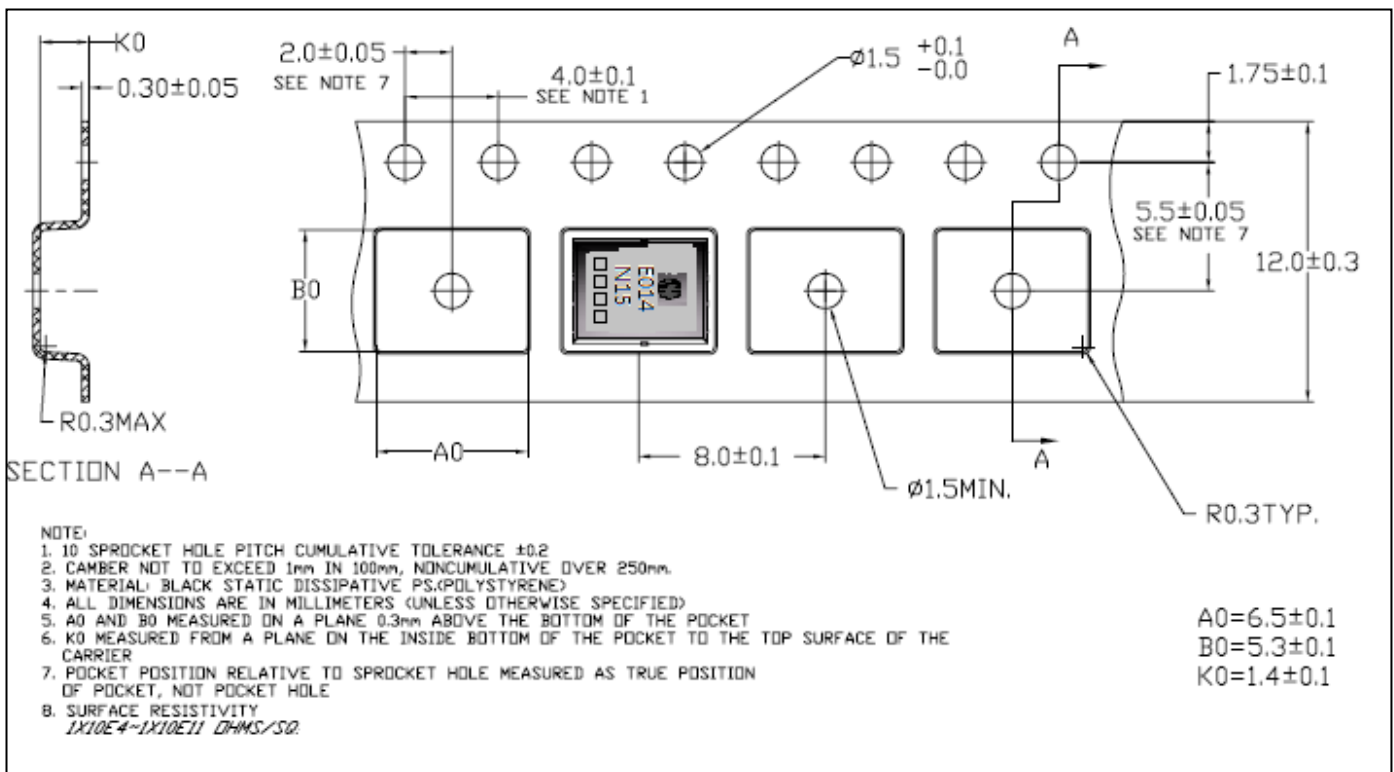 K0
0.30±0.05
2.0±0.05
SEE NOTE 7
4.0±0.1
SEE NOTE 1
Ø1.5 +0.1
-0.0
A
1.75±0.1
5.5±0.05
SEE NOTE 7
12.0±0.3
B0
E014
N15
R0.3MAX
A0
8.0±0.1
A
Ø1.5MIN.
R0.3TYP.
SECTION A--A
NOTE:
1. 10 SPROCKET HOLE PITCH CUMULATIVE TOLERANCE ±0.2
2. CAMBER NOT TO EXCEED 1mm IN 100mm, NONCUMULATIVE OVER 250mm.
3. MATERIAL: BLACK STATIC DISSIPATIVE PS.(POLYSTYRENE)
4. ALL DIMENSIONS ARE IN MILLIMETERS (UNLESS OTHERWISE SPECIFIED)
5. A0 AND B0 MEASURED ON A PLANE 0.3mm ABOVE THE BOTTOM OF THE POCKET
6. K0 MEASURED FROM A PLANE ON THE INSIDE BOTTOM OF THE POCKET TO THE TOP SURFACE OF THE
CARRIER
7. POCKET POSITION RELATIVE TO SPROCKET HOLE MEASURED AS TRUE POSITION
OF POCKET, NOT POCKET HOLE
8. SURFACE RESISTIVITY
1X10E4~1X10E11 OHMS/SQ.
A0=6.5±0.1
B0=5.3±0.1
K0=1.4±0.1